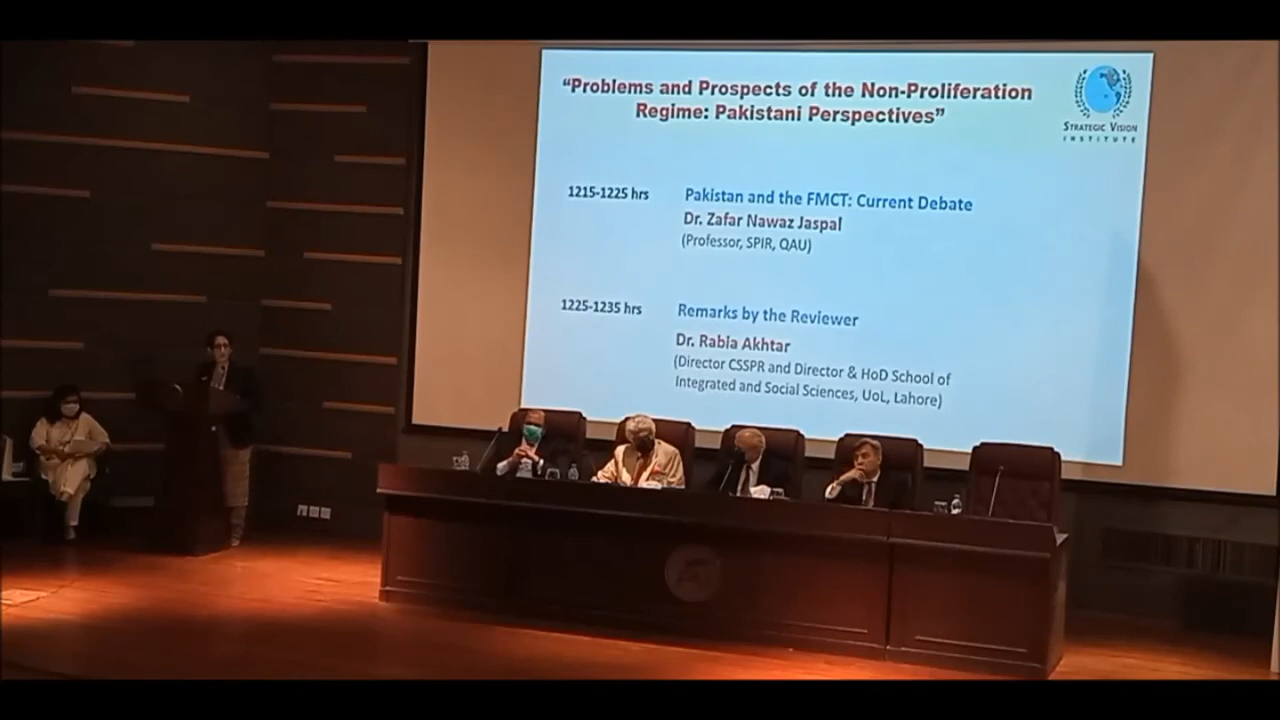 “Problems and Prospects of the Non-Proliferation
Regime: Pakistani Perspectives”
STRATEGIC VISION
INSTITUTE
1215-1225 hrs
Pakistan and the FMCT: Current Debate
Dr. Zafar Nawaz Jaspal
(Professor, SPIR, QAU)
1225-1235 hrs
Remarks by the Reviewer
Dr. Rabia Akhtar
(Director CSSPR and Director & HoD School of
Integrated and Social Sciences, UoL, Lahore)